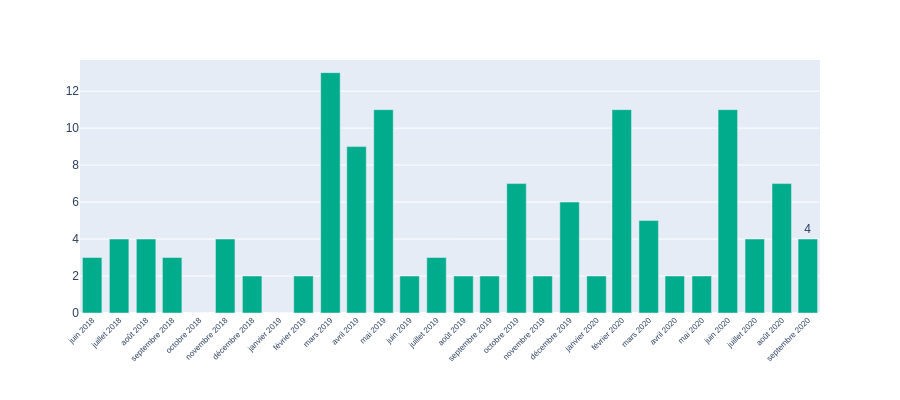 12
10
8
6
4
2
0
4
juin 2018
juillet 2018
août 2018
septembre 2018
octobre 2018
novembre 2018
décembre 2018
janvier 2019
février 2019
mars 2019
avril 2019
mai 2019
juin 2019
juillet 2019
août 2019
septembre 2019
octobre 2019
novembre 2019
décembre 2019
janvier 2020
février 2020
mars 2020
avril 2020
mai 2020
juin 2020
juillet 2020
août 2020
septembre 2020